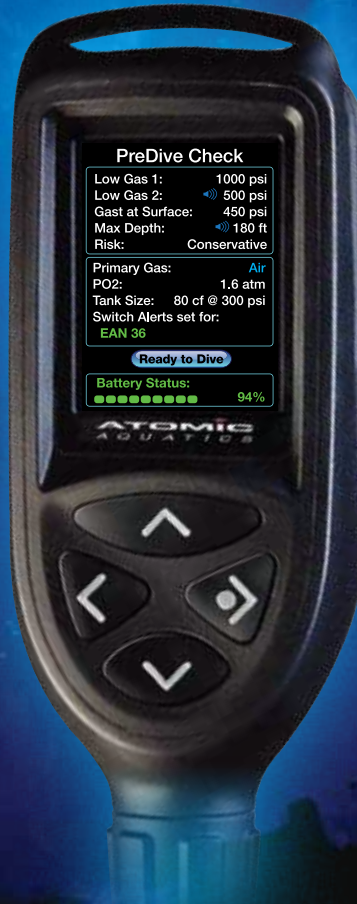 PreDive Check
Low Gas 1: 1000 psi
Low Gas 2: 500 psi
Gast at Surface: 450 psi
Max Depth: 180 ft
Risk: Conservative
Primary Gas: Air
PO2: 1.6 atm
Tank Size: 80 cf @ 300 psi
Switch Alerts set for:
EAN 36
Ready to Dive
Battery Status:
94%
ATOMIC
AQUATICS